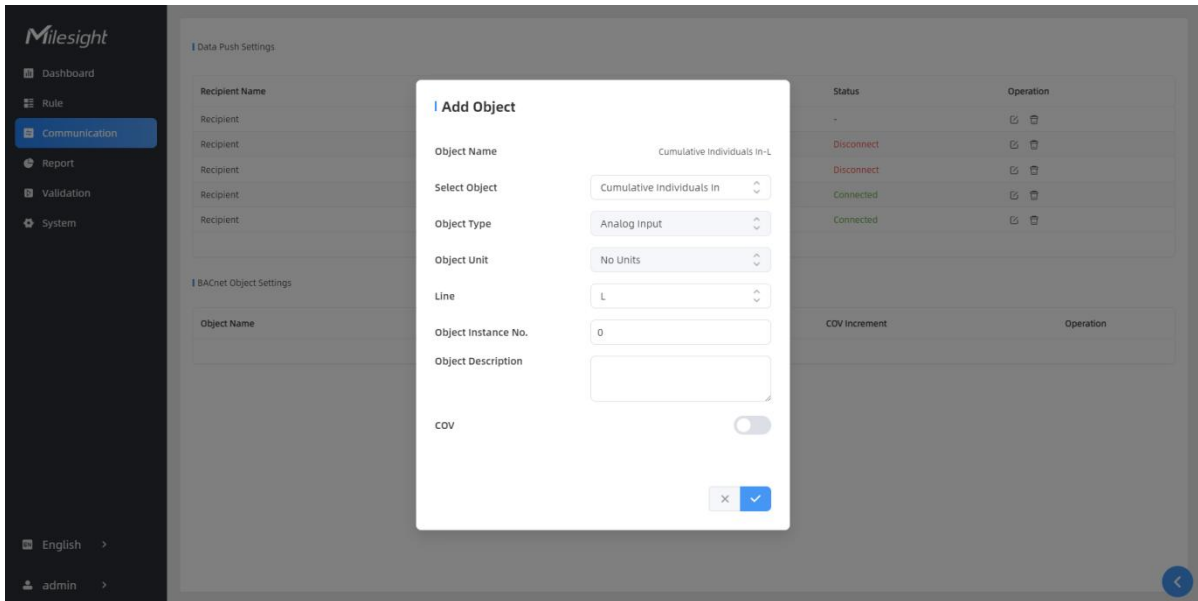 Milesight
Dashboard
Rule
Communication
Report
Validation
System
English
admin
Data Push Settings
Recipient Name Status Operation
Recipient -
Recipient Disconnect
Recipient Disconnect
Recipient Connected
Recipient Connected
BACnet Object Settings
Object Name COV Increment Operation
Add Object
Object Name Cumulative Individuals In-L
Select Object Cumulative Individuals In
Object Type Analog Input
Object Unit No Units
Line L
Object Instance No. 0
Object Description
COV